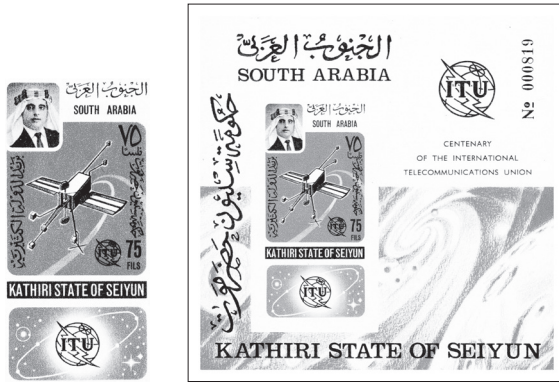 الجنوب العربي
SOUTH ARABIA
٧٥
75
FILS
ITU
KATHIRI STATE OF SEIYUN
ITU
الجنوب العربي
SOUTH ARABIA
ITU
№ 000819
CENTENARY
OF THE INTERNATIONAL
TELECOMMUNICATIONS UNION
الجنوب العربي
SOUTH ARABIA
٧٥
75
FILS
KATHIRI STATE OF SEIYUN
ITU
KATHIRI STATE OF SEIYUN